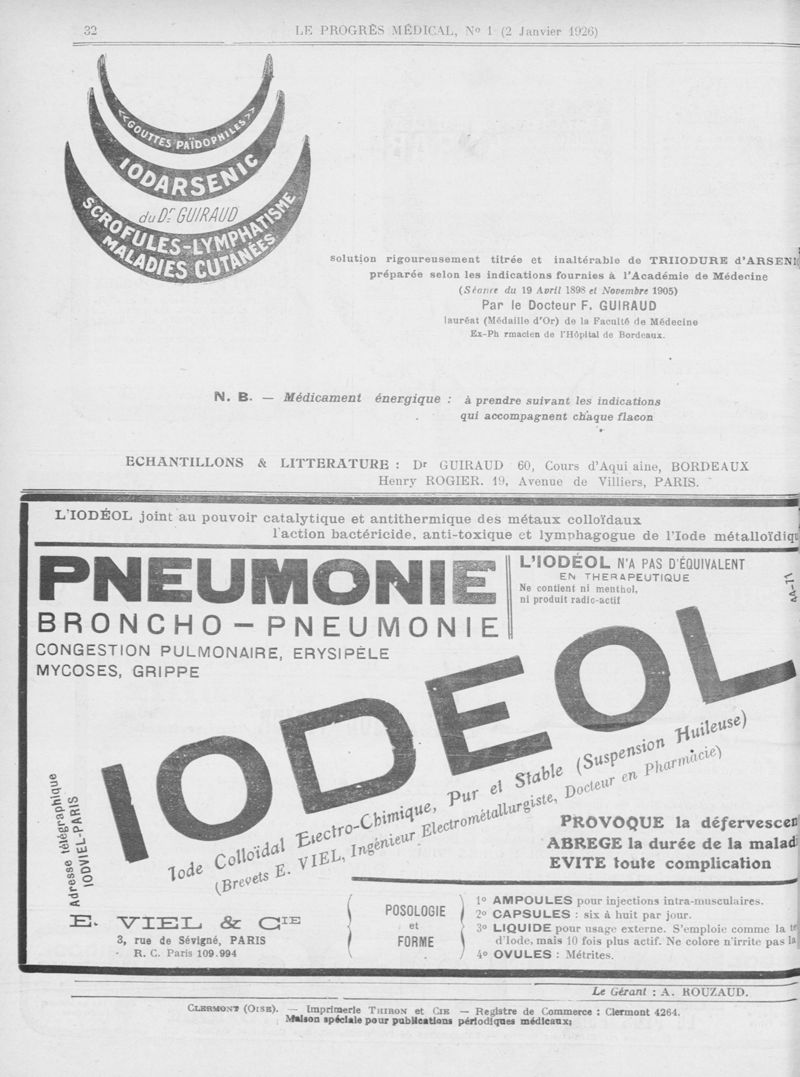 32 LE PROGRÈS MÉDICAL, No 1 (2 Janvier 1926)
«GOUTTES PAÏDOPHILES»
IODARSENIC
du Dr GUIRAUD
SCROFULES-LYMPHATISME
MALADIES CUTANÉES
solution rigoureusement titrée et inaltérable de TRIIODURE d'ARSENI
préparée selon les indications fournies à l'Académie de Médecine
(Séance du 19 Avril 1898 et Novembre 1905)
Par le Docteur F. GUIRAUD
lauréat (Médaille d'Or) de la Faculté de Médecine
Ex-Ph rmacien de l'Hôpital de Bordeaux.
N. B. — Médicament énergique : à prendre suivant les indications
qui accompagnent chaque flacon
ECHANTILLONS & LITTERATURE : Dr GUIRAUD 60, Cours d'Aqui aine, BORDEAUX
Henry ROGIER. 19, Avenue de Villiers, PARIS.
L'IODÉOL joint au pouvoir catalytique et antithermique des métaux colloïdaux
l'action bactéricide, anti-toxique et lymphagogue de l'Iode métalloïdiq
PNEUMONIE
BRONCHO-PNEUMONIE
CONGESTION PULMONAIRE, ERYSIPÈLE
MYCOSES, GRIPPE
L'IODÉOL N'A PAS D'ÉQUIVALENT
EN THERAPEUTIQUE
Ne contient ni menthol,
ni produit radio-actif
IODEOL
Iode Colloïdal Electro-Chimique, Pur et Stable (Suspension Huileuse)
(Brevets E. VIEL, Ingénieur Electrométallurgiste, Docteur en Pharmacie)
Adresse télégraphique
IODVIEL-PARIS
PROVOQUE la défervescen
ABREGE la durée de la malad
EVITE toute complication
E. VIEL & CIE
3, rue de Sévigné, PARIS
R. C. Paris 109.994
POSOLOGIE
et
FORME
1o AMPOULES pour injections intra-musculaires.
2o CAPSULES : six à huit par jour.
3o LIQUIDE pour usage externe. S'emploie comme la te
d'Iode, mais 10 fois plus actif. Ne colore n'irrite pas la
4o OVULES : Métrites.
Le Gérant : A. ROUZAUD.
CLERMONT (OISE). — Imprimerie THIRON et CIE — Registre de Commerce : Clermont 4264.
Maison spéciale pour publications périodiques médicaux;